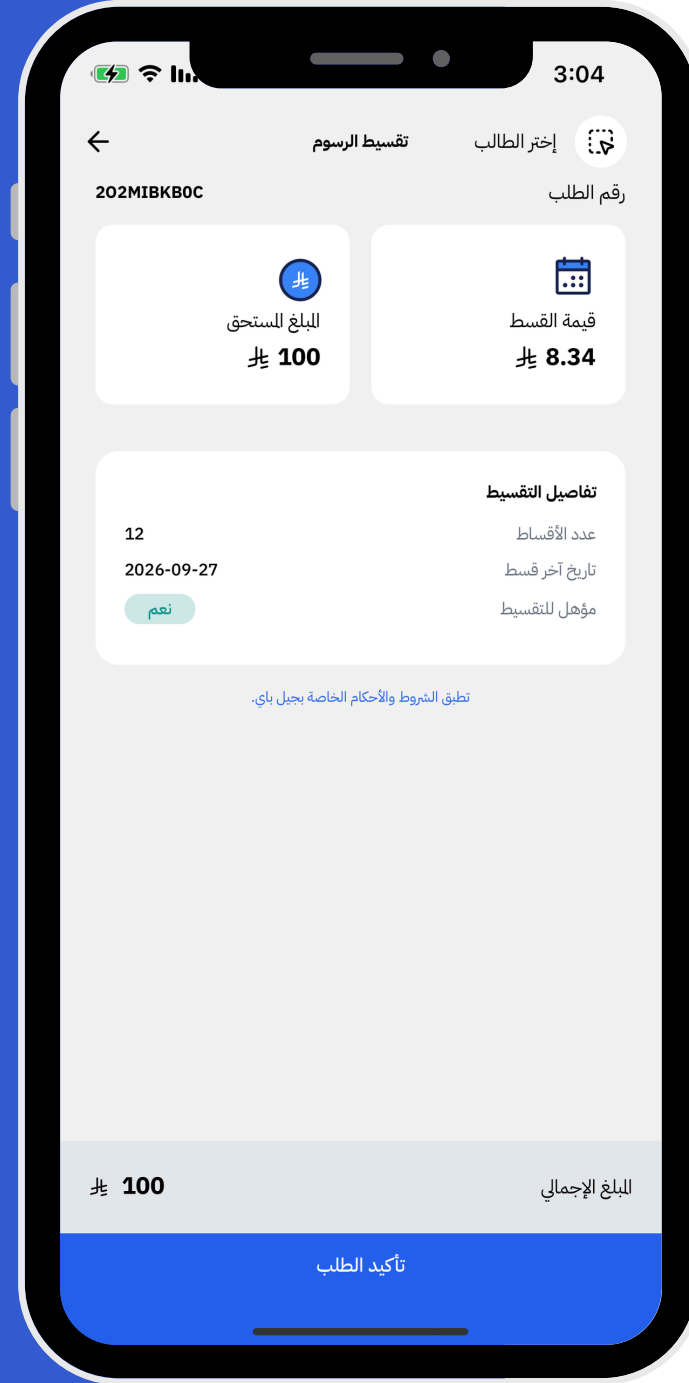 3:04
إختر الطالب
تقسيط الرسوم
رقم الطلب
2O2MIBKB0C
قيمة القسط
8.34
المبلغ المستحق
100
تفاصيل التقسيط
عدد الأقساط
12
تاريخ آخر قسط
2026-09-27
مؤهل للتقسيط
نعم
تطبق الشروط والأحكام الخاصة بجيل باي.
المبلغ الإجمالي
100
تأكيد الطلب